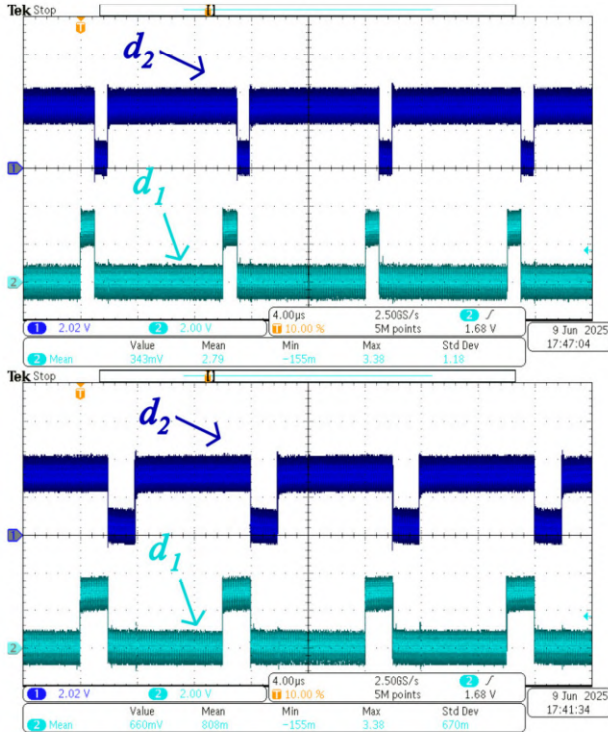 Tek Stop
T
d2
1
d1
2
4.00µs 2.50GS/s 2
1 2.02 V 2 2.00 V T 10.00 % 5M points 1.68 V
9 Jun 2025
17:47:04
Value Mean Min Max Std Dev
2 Mean 343mV 2.79 -155m 3.38 1.18
Tek Stop
T
d2
1
d1
2
4.00µs 2.50GS/s 2
1 2.02 V 2 2.00 V T 10.00 % 5M points 1.68 V
9 Jun 2025
17:41:34
Value Mean Min Max Std Dev
2 Mean 660mV 808m -155m 3.38 670m